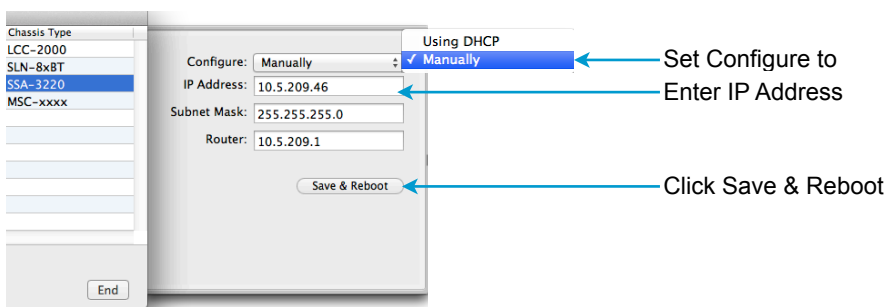 Chassis Type
LCC-2000
SLN-8xBT
SSA-3220
MSC-xxxx
End
Configure: Manually
Using DHCP
✓ Manually
IP Address: 10.5.209.46
Subnet Mask: 255.255.255.0
Router: 10.5.209.1
Save & Reboot
Set Configure to
Enter IP Address
Click Save & Reboot